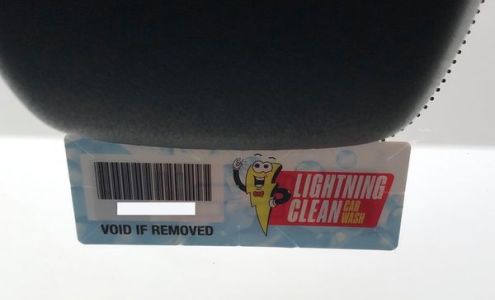 VOID IF REMOVED
LIGHTNING
CLEAN CAR
WASH